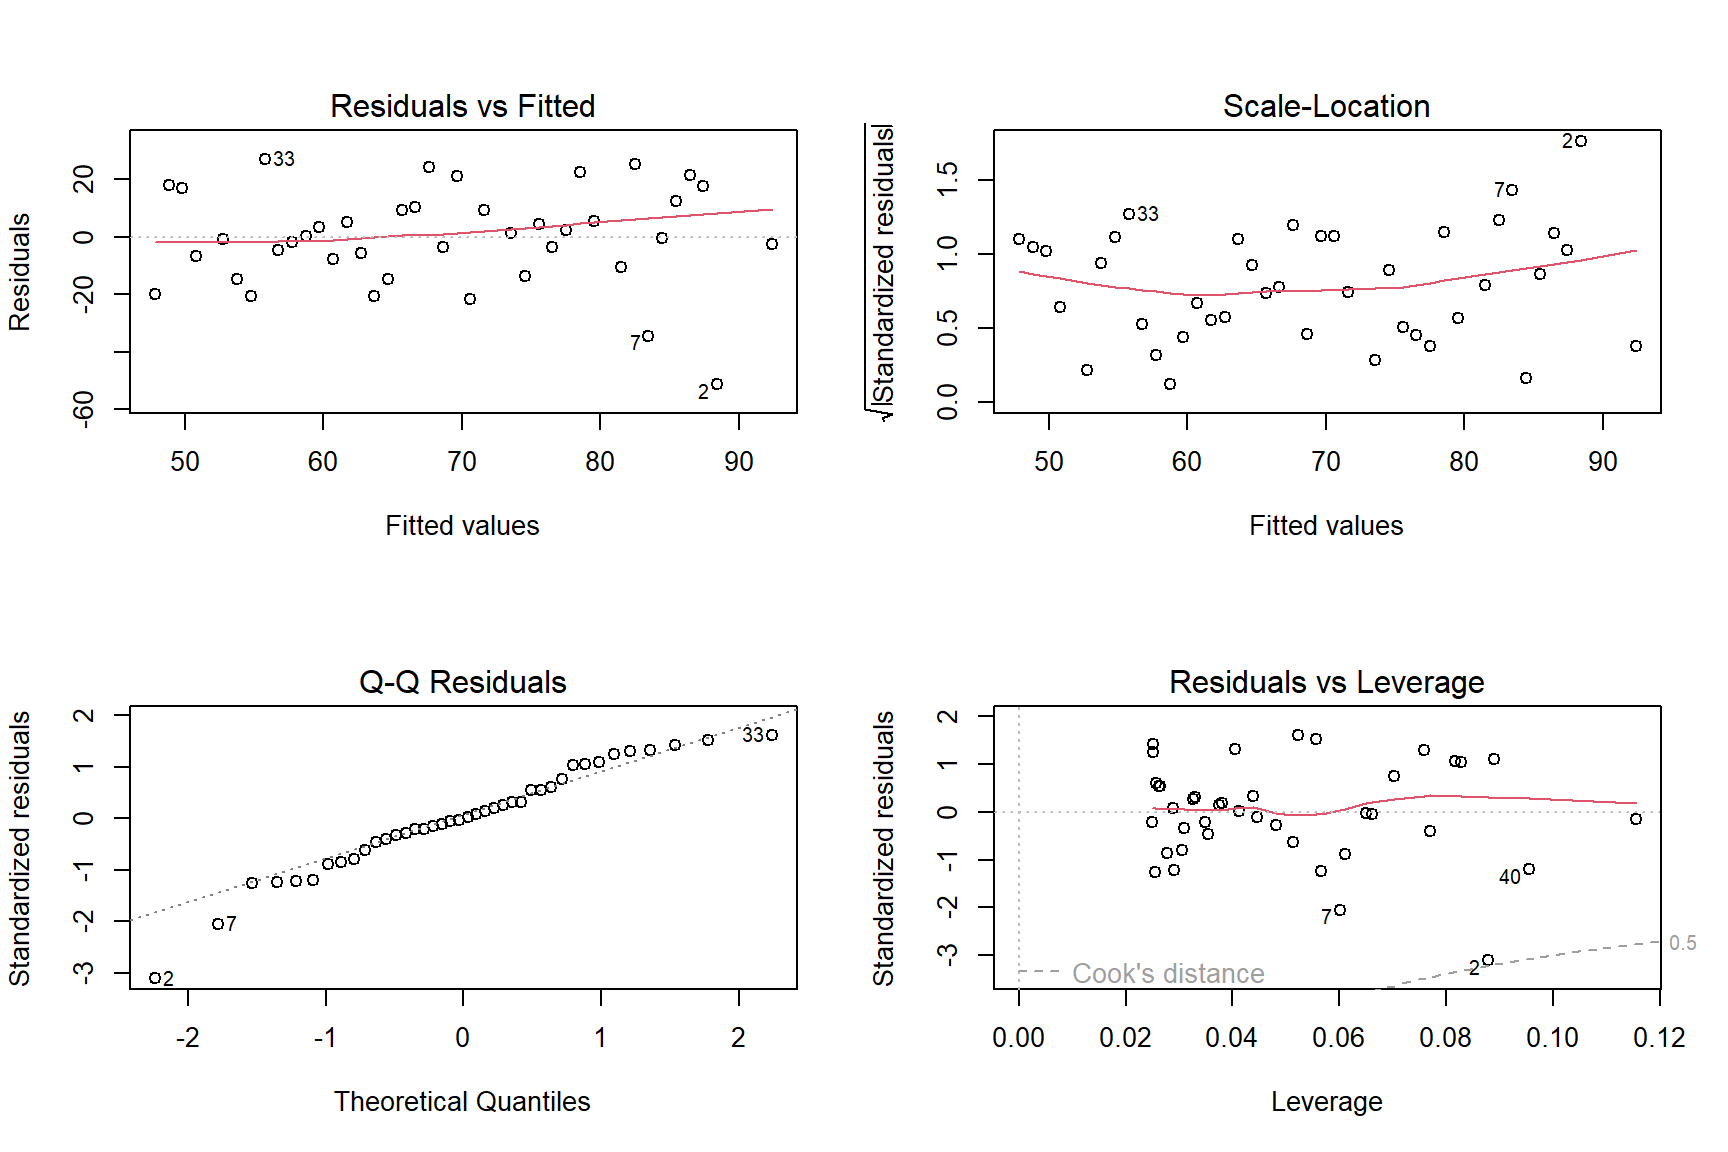 Residuals vs Fitted
Residuals
20
0
-20
-60
33
7
2
50 60 70 80 90
Fitted values
Scale-Location
√|Standardized residuals|
1.5
1.0
0.5
0.0
2
7
33
50 60 70 80 90
Fitted values
Q-Q Residuals
Standardized residuals
2
1
0
-1
-2
-3
33
7
2
-2 -1 0 1 2
Theoretical Quantiles
Residuals vs Leverage
Standardized residuals
2
1
0
-1
-2
-3
40
7
2
0.5
Cook's distance
0.00 0.02 0.04 0.06 0.08 0.10 0.12
Leverage